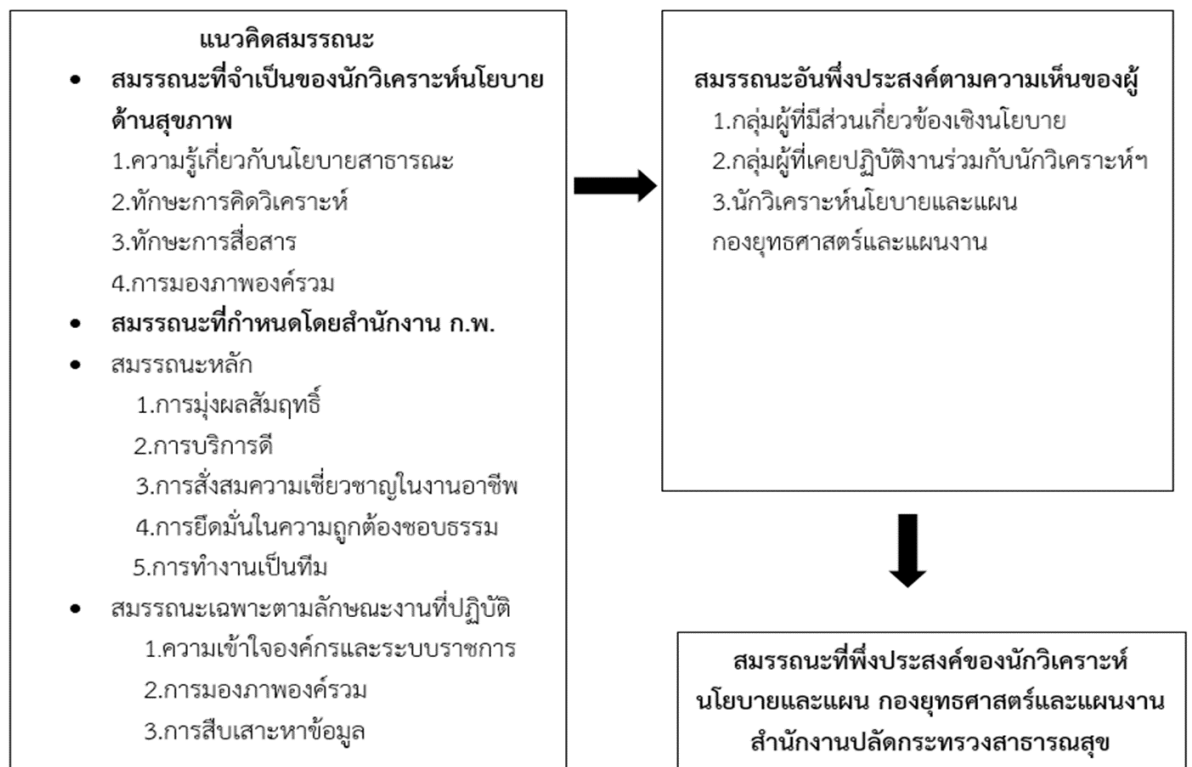 แนวคิดสมรรถนะ
• สมรรถนะที่จำเป็นของนักวิเคราะห์นโยบาย
ด้านสุขภาพ
1.ความรู้เกี่ยวกับนโยบายสาธารณะ
2.ทักษะการคิดวิเคราะห์
3.ทักษะการสื่อสาร
4.การมองภาพองค์รวม
• สมรรถนะที่กำหนดโดยสำนักงาน ก.พ.
• สมรรถนะหลัก
1.การมุ่งผลสัมฤทธิ์
2.การบริการดี
3.การสั่งสมความเชี่ยวชาญในงานอาชีพ
4.การยึดมั่นในความถูกต้องชอบธรรม
5.การทำงานเป็นทีม
• สมรรถนะเฉพาะตามลักษณะงานที่ปฏิบัติ
1.ความเข้าใจองค์กรและระบบราชการ
2.การมองภาพองค์รวม
3.การสืบเสาะหาข้อมูล
สมรรถนะอันพึ่งประสงค์ตามความเห็นของผู้
1.กลุ่มผู้ที่มีส่วนเกี่ยวข้องเชิงนโยบาย
2.กลุ่มผู้ที่เคยปฏิบัติงานร่วมกับนักวิเคราะห์ฯ
3.นักวิเคราะห์นโยบายและแผน
กองยุทธศาสตร์และแผนงาน
สมรรถนะที่พึ่งประสงค์ของนักวิเคราะห์
นโยบายและแผน กองยุทธศาสตร์และแผนงาน
สำนักงานปลัดกระทรวงสาธารณสุข